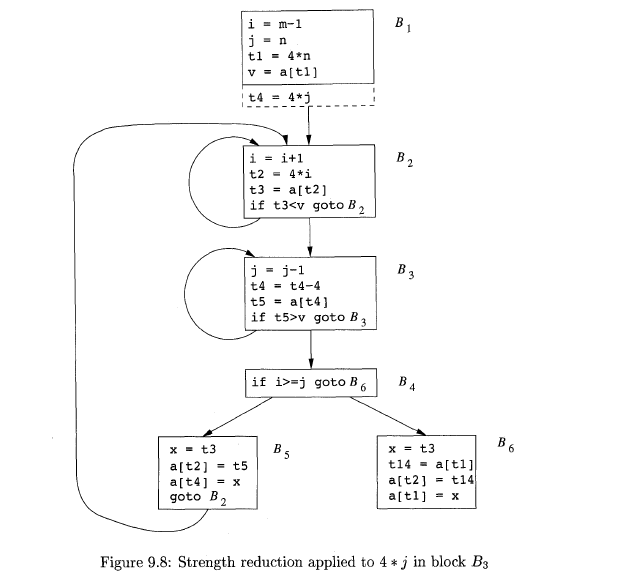 i = m-1
j = n
t1 = 4*n
v = a[t1]
t4 = 4*j
B1
i = i+1
t2 = 4*i
t3 = a[t2]
if t3<v goto B2
B2
j = j-1
t4 = t4-4
t5 = a[t4]
if t5>v goto B3
B3
if i>=j goto B6
B4
x = t3
a[t2] = t5
a[t4] = x
goto B2
B5
x = t3
t14 = a[t1]
a[t2] = t14
a[t1] = x
B6
Figure 9.8: Strength reduction applied to 4 * j in block B3